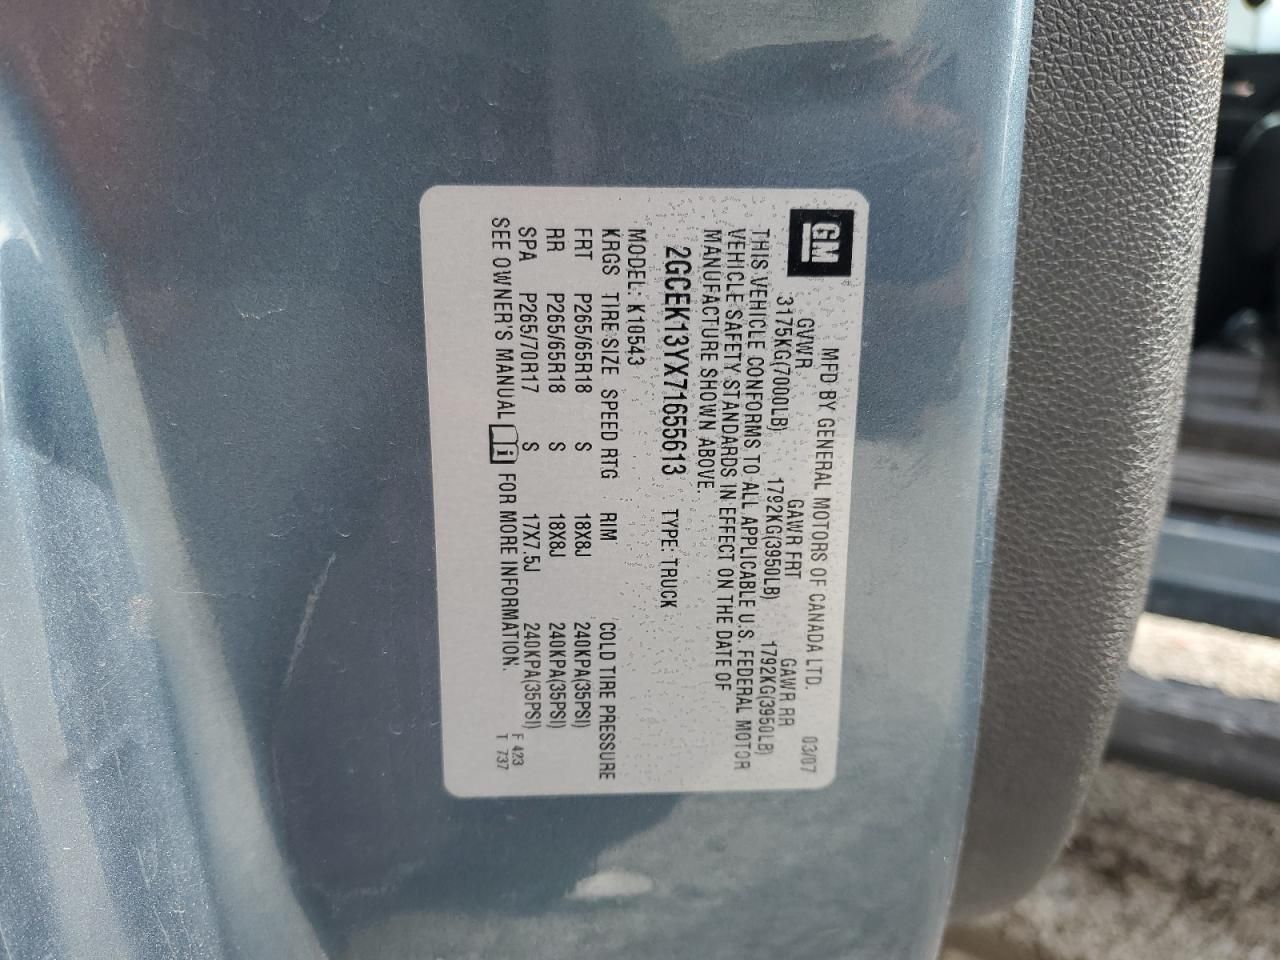 GM
MFD BY GENERAL MOTORS OF CANADA LTD. 03/07
GVWR GAWR FRT GAWR RR
3175KG(7000LB) 1792KG(3950LB) 1792KG(3950LB)
THIS VEHICLE CONFORMS TO ALL APPLICABLE U.S. FEDERAL MOTOR
VEHICLE SAFETY STANDARDS IN EFFECT ON THE DATE OF
MANUFACTURE SHOWN ABOVE.
2GCEK13YX71655613 TYPE: TRUCK
MODEL: K10543
KRGS TIRE SIZE SPEED RTG RIM COLD TIRE PRESSURE
FRT P265/65R18 S 18X8J 240KPA(35PSI)
RR P265/65R18 S 18X8J 240KPA(35PSI)
SPA P265/70R17 S 17X7.5J 240KPA(35PSI)
SEE OWNER'S MANUAL i FOR MORE INFORMATION.
F 423
T 737